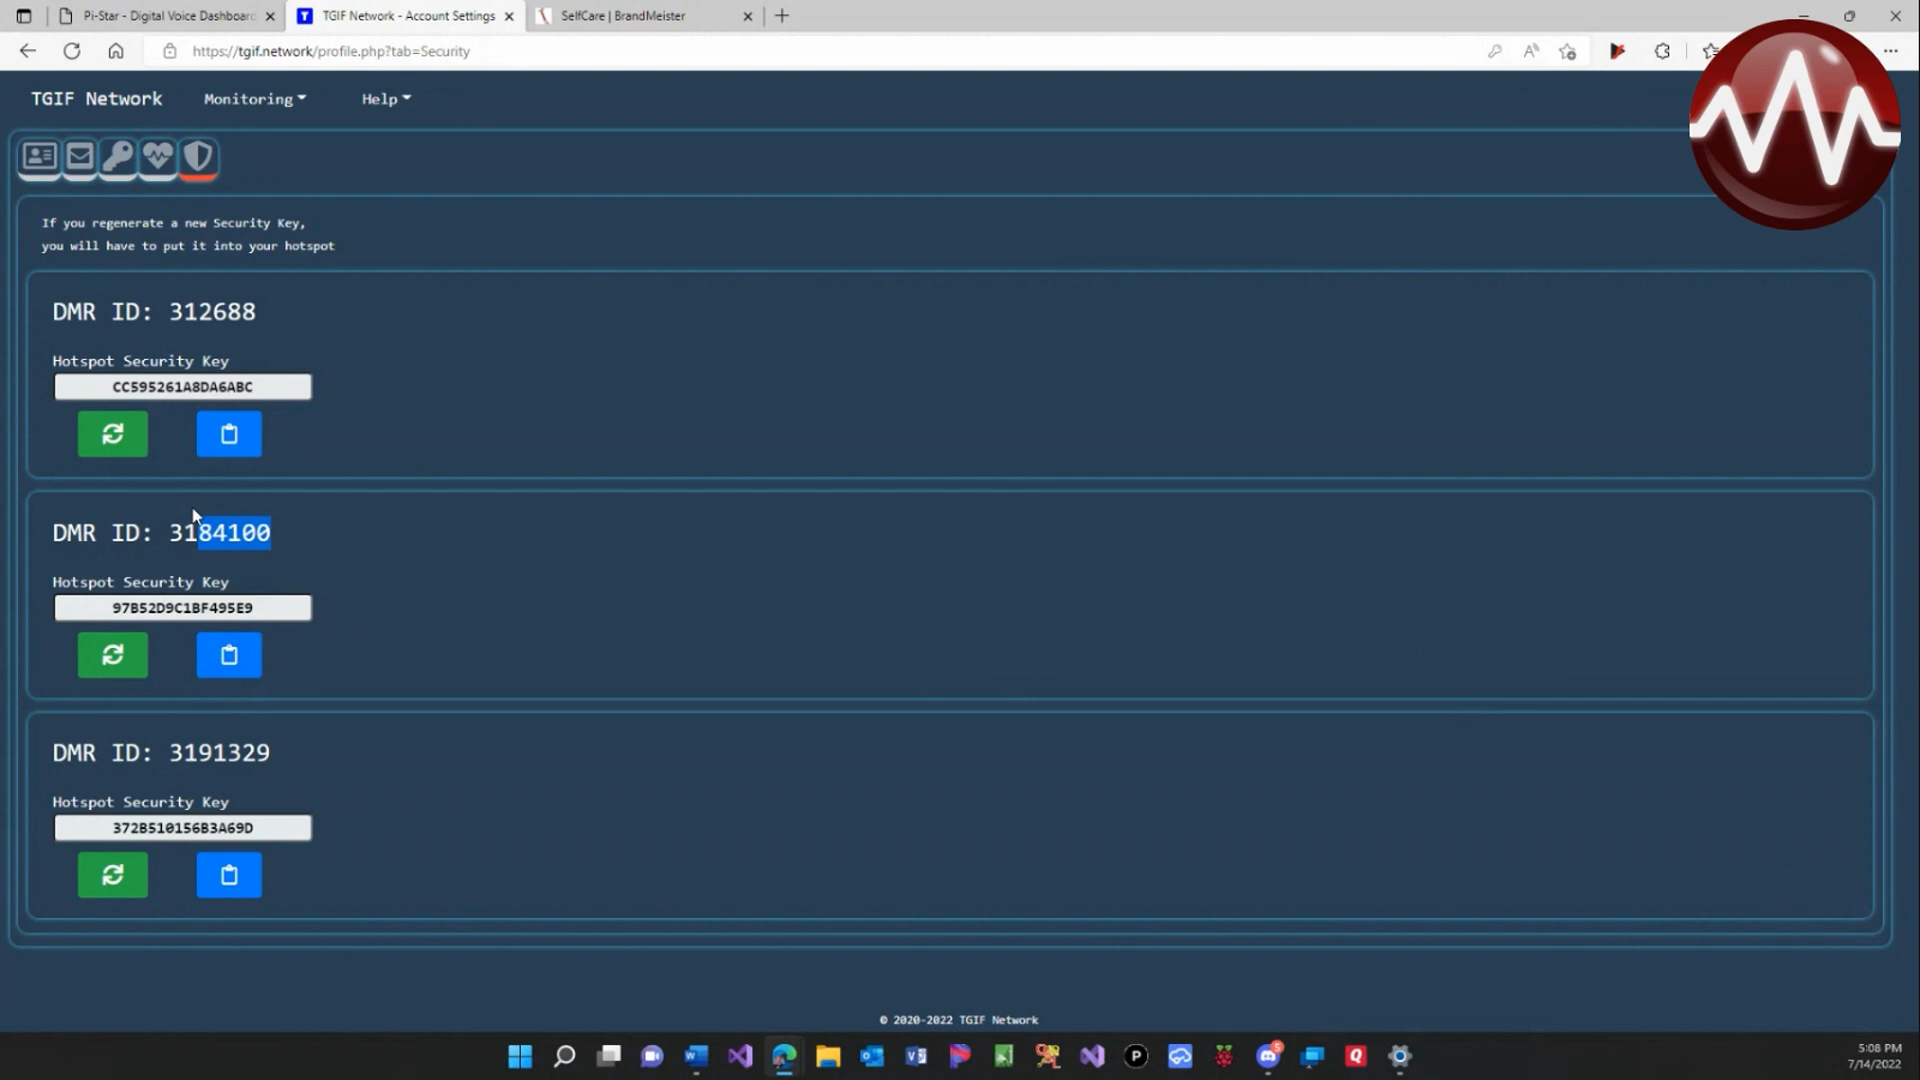 Pi-Star - Digital Voice Dashboard
TGIF Network - Account Settings
SelfCare | BrandMeister
https://tgif.network/profile.php?tab=Security
TGIF Network
Monitoring
Help
If you regenerate a new Security Key,
you will have to put it into your hotspot
DMR ID: 312688
Hotspot Security Key
CC595261A8DA6ABC
DMR ID: 3184100
Hotspot Security Key
97B52D9C1BF495E9
DMR ID: 3191329
Hotspot Security Key
372B510156B3A69D
© 2020-2022 TGIF Network
5:08 PM
7/14/2022